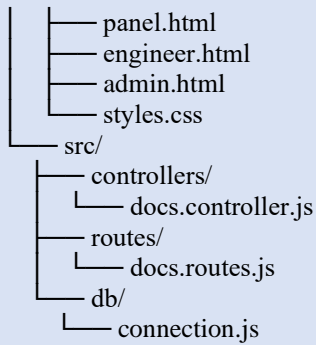 panel.html
engineer.html
admin.html
styles.css
src/
controllers/
docs.controller.js
routes/
docs.routes.js
db/
connection.js